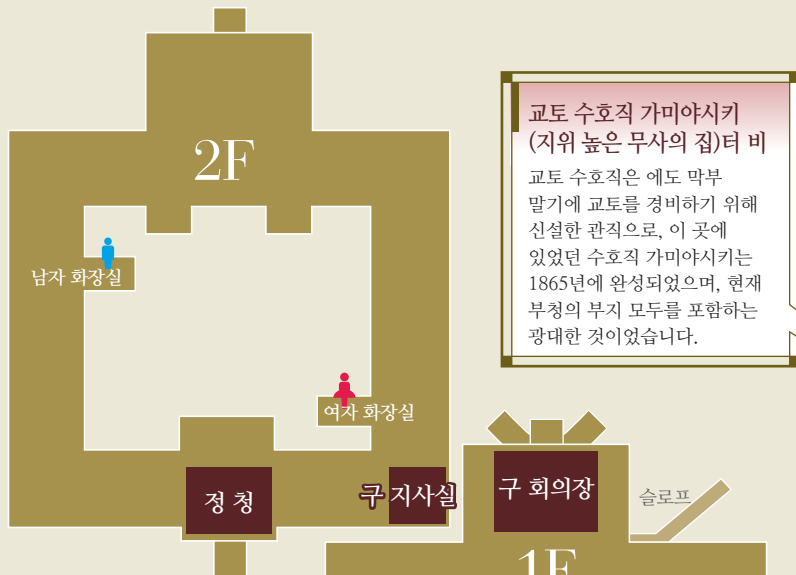 2F
남자 화장실
여자 화장실
정 청
구 지사실
구 회의장
슬로프
1F
교토 수호직 가미야시키
(지위 높은 무사의 집)터 비
교토 수호직은 에도 막부
말기에 교토를 경비하기 위해
신설한 관직으로, 이 곳에
있었던 수호직 가미야시키는
1865년에 완성되었으며, 현재
부청의 부지 모두를 포함하는
광대한 것이었습니다.